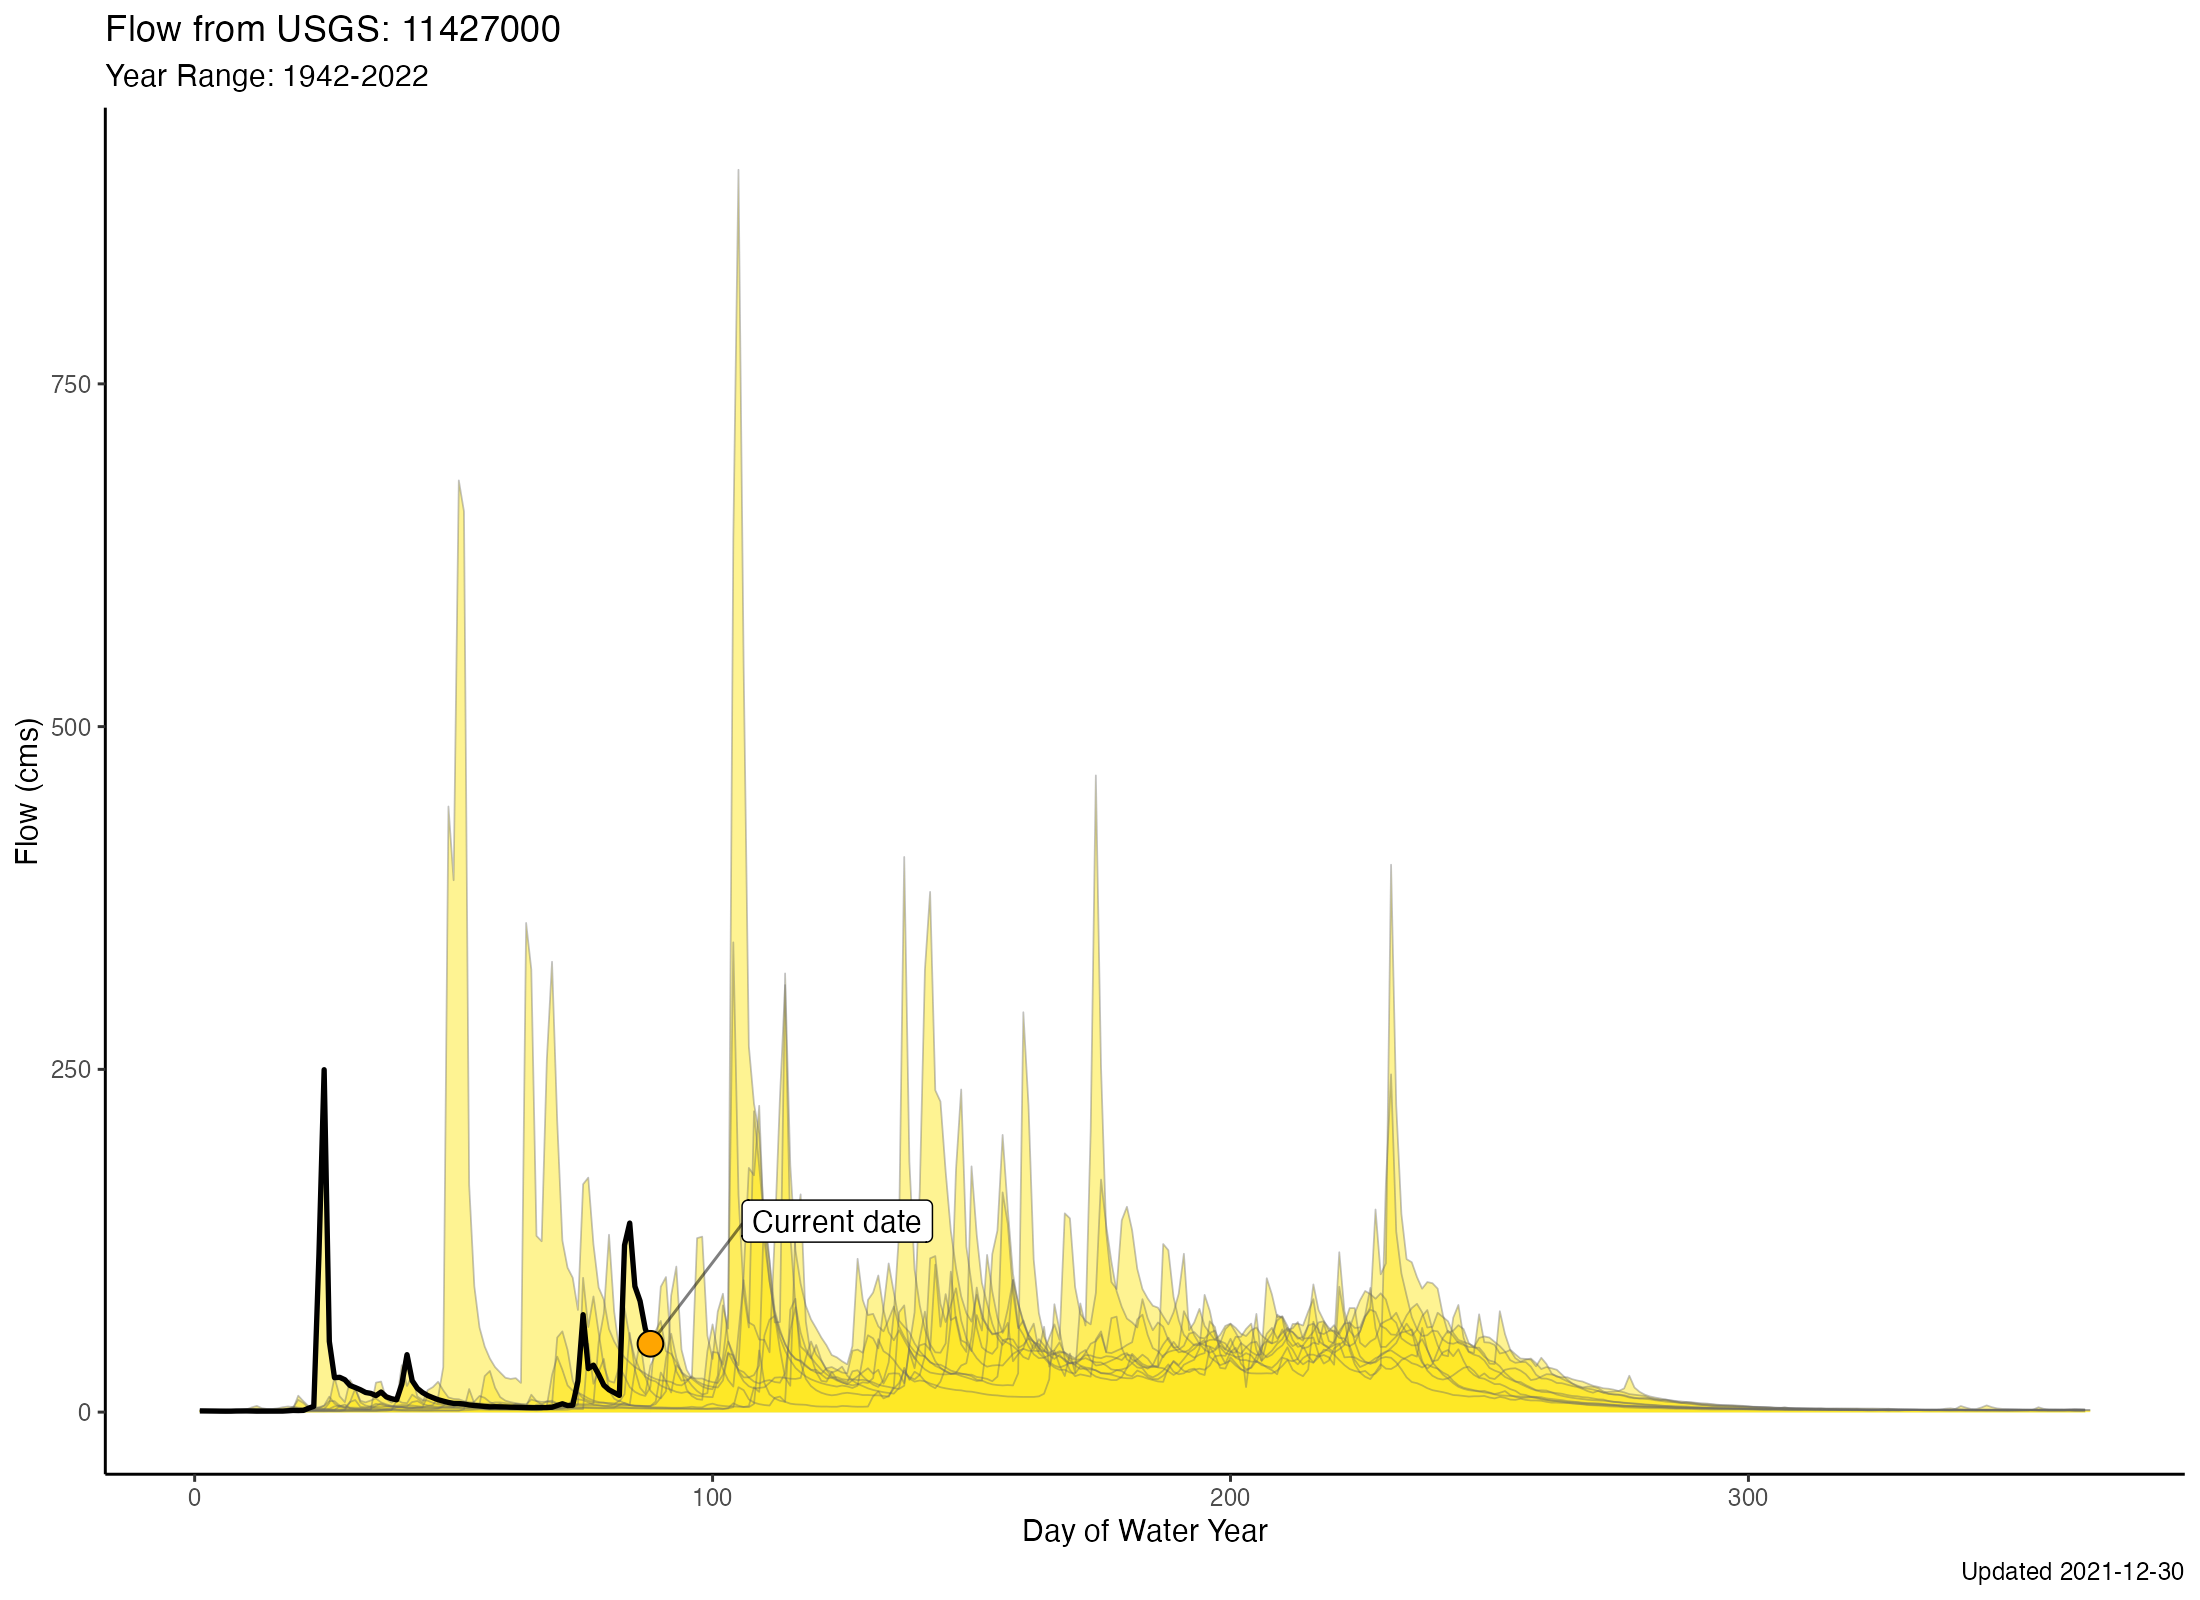 Flow from USGS: 11427000
Year Range: 1942-2022
Flow (cms)
750
500
250
0
Current date
0 100 200 300
Day of Water Year
Updated 2021-12-30